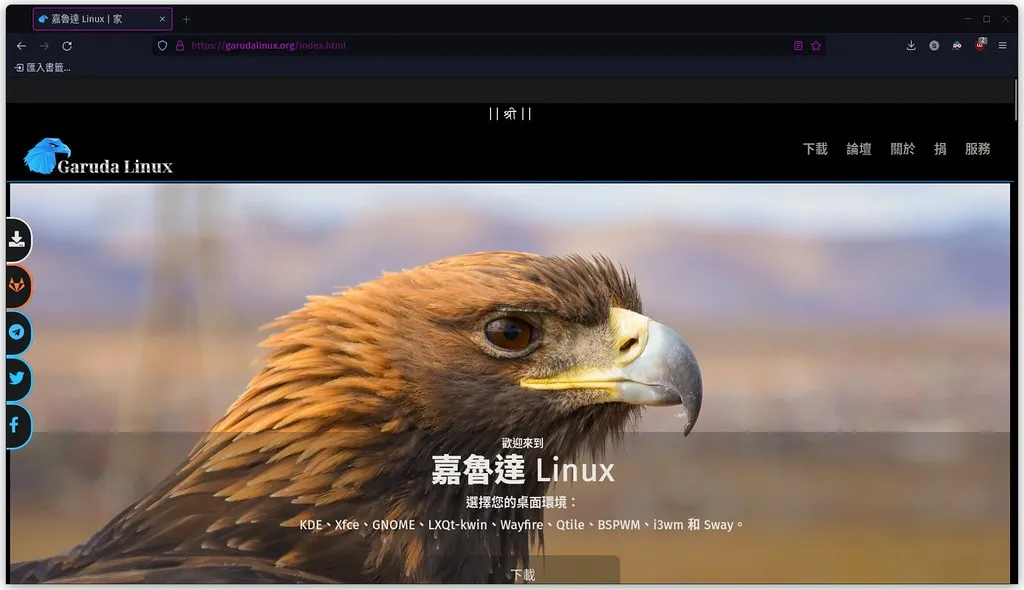 嘉魯達 Linux | 家
https://garudalinux.org/index.html
匯入書籤...
|| श्री ||
Garuda Linux
下載 論壇 關於 捐 服務
歡迎來到
嘉魯達 Linux
選擇您的桌面環境：
KDE、Xfce、GNOME、LXQt-kwin、Wayfire、Qtile、BSPWM、i3wm 和 Sway。
下載